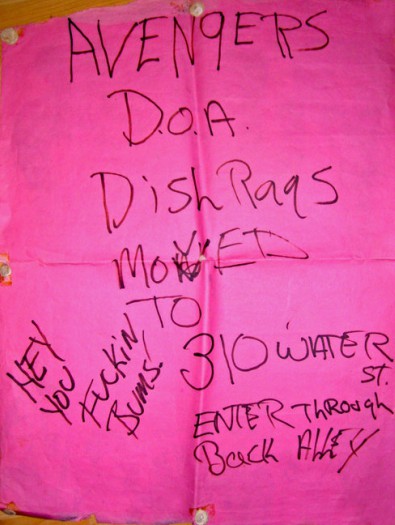 AVENGERS
D.O.A.
DishRags
MOVED
TO
310 WATER
ST.
ENTER Through
Back ALLEY
HEY
YOU
FUCKIN'
BUMS!